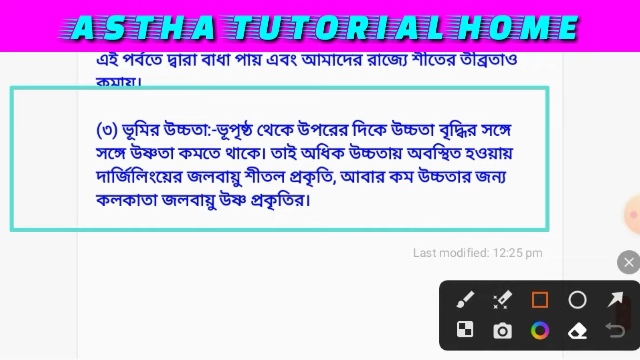 ASTHA TUTORIAL HOME
এই পর্বতে দ্বারা বাধা পায় এবং আমাদের রাজ্যে শীতের তীব্রতাও
কমায়।
(৩) ভূমির উচ্চতা:-ভূপৃষ্ঠ থেকে উপরের দিকে উচ্চতা বৃদ্ধির সঙ্গে
সঙ্গে উষ্ণতা কমতে থাকে। তাই অধিক উচ্চতায় অবস্থিত হওয়ায়
দার্জিলিংয়ের জলবায়ু শীতল প্রকৃতি, আবার কম উচ্চতার জন্য
কলকাতা জলবায়ু উষ্ণ প্রকৃতির।
Last modified: 12:25 pm